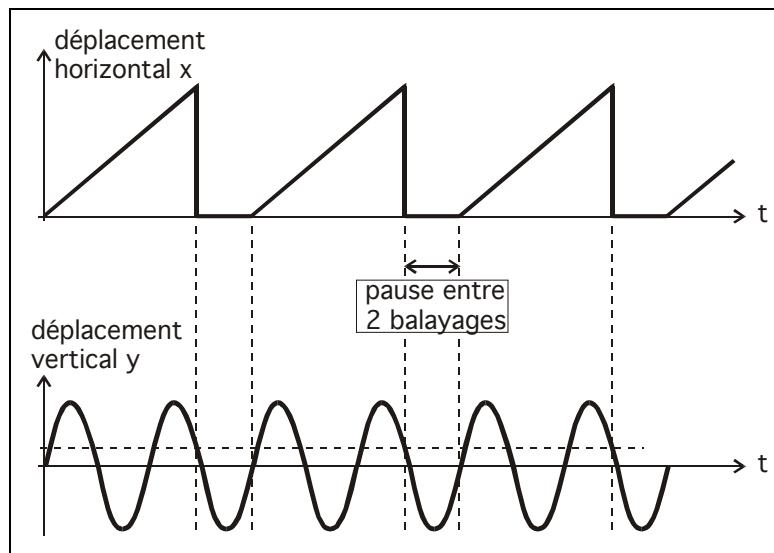 déplacement
horizontal x
t
pause entre
2 balayages
déplacement
vertical y
t